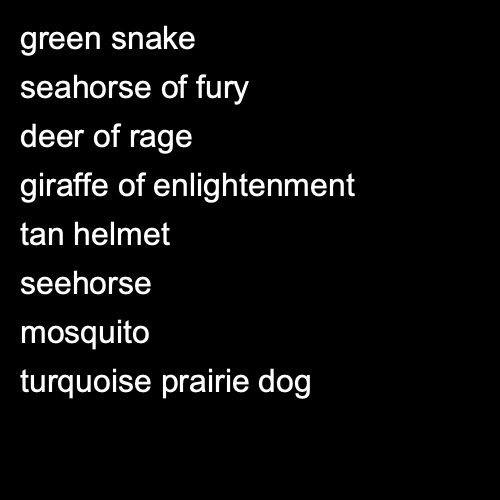 green snake
seahorse of fury
deer of rage
giraffe of enlightenment
tan helmet
seehorse
mosquito
turquoise prairie dog